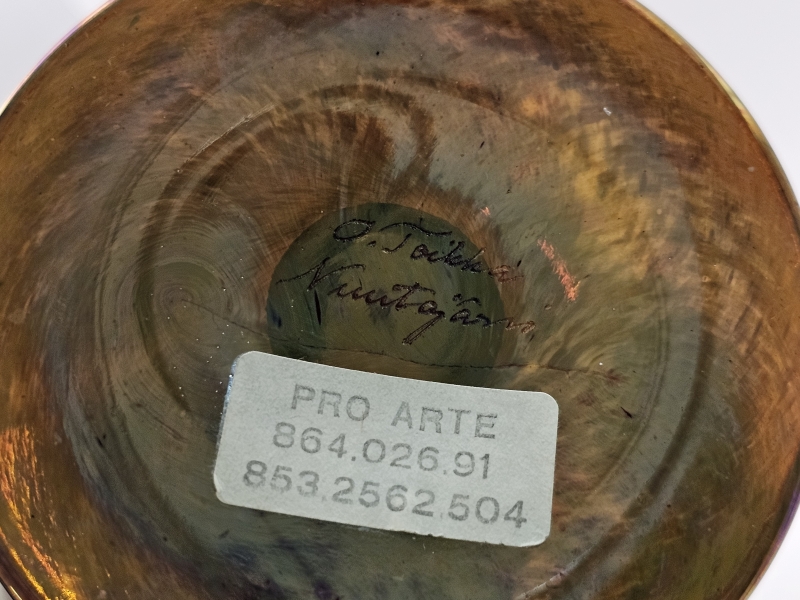 O. Toikka
Nuutajärvi
PRO ARTE
864.026.91
853.2562.504